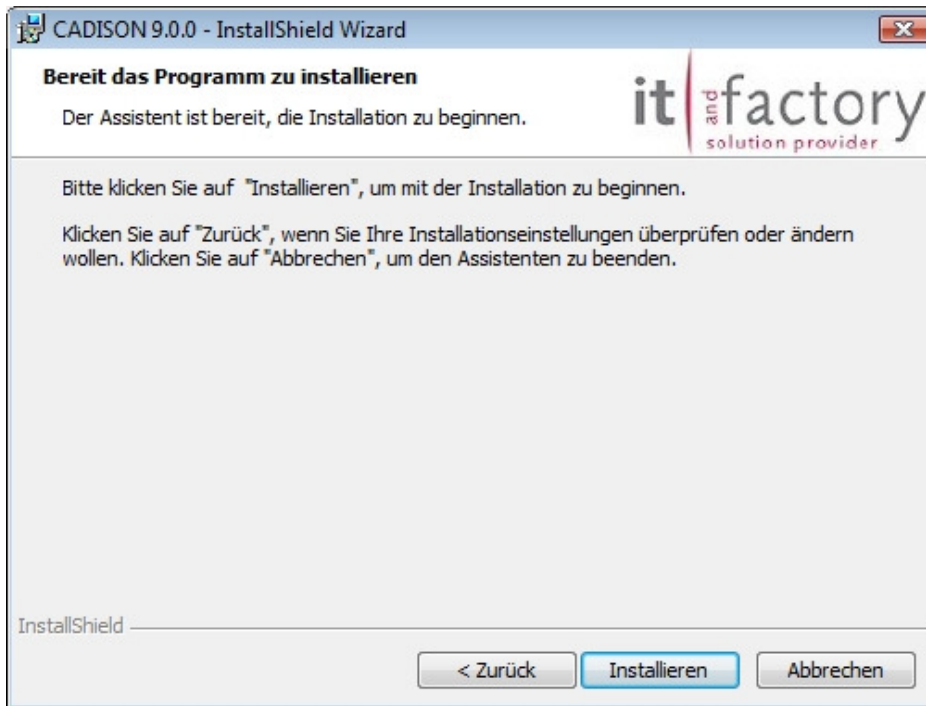 CADISON 9.0.0 - InstallShield Wizard
Bereit das Programm zu installieren
Der Assistent ist bereit, die Installation zu beginnen.
it and factory
solution provider
Bitte klicken Sie auf "Installieren", um mit der Installation zu beginnen.
Klicken Sie auf "Zurück", wenn Sie Ihre Installationseinstellungen überprüfen oder ändern
wollen. Klicken Sie auf "Abbrechen", um den Assistenten zu beenden.
InstallShield
< Zurück Installieren Abbrechen